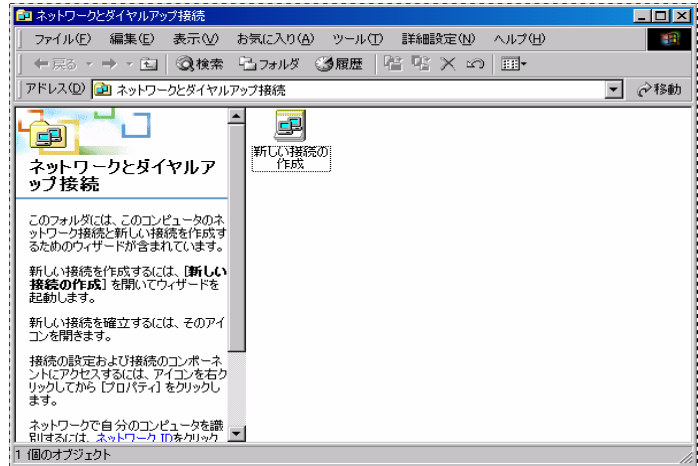 ネットワークとダイヤルアップ接続
ファイル(F) 編集(E) 表示(V) お気に入り(A) ツール(T) 詳細設定(N) ヘルプ(H)
戻る 検索 フォルダ 履歴
アドレス(D) ネットワークとダイヤルアップ接続 移動
ネットワークとダイヤルア
ップ接続
このフォルダには、このコンピュータのネ
ットワーク接続と新しい接続を作成す
るためのウィザードが含まれています。
新しい接続を作成するには、[新しい
接続の作成] を開いてウィザードを
起動します。
新しい接続を確立するには、そのアイ
コンを開きます。
接続の設定および接続のコンポーネ
ントにアクセスするには、アイコンを右ク
リックしてから [プロパティ] をクリックし
ます。
ネットワークで自分のコンピュータを識
別するには、ネットワーク IDをクリック
新しい接続の
作成
1 個のオブジェクト